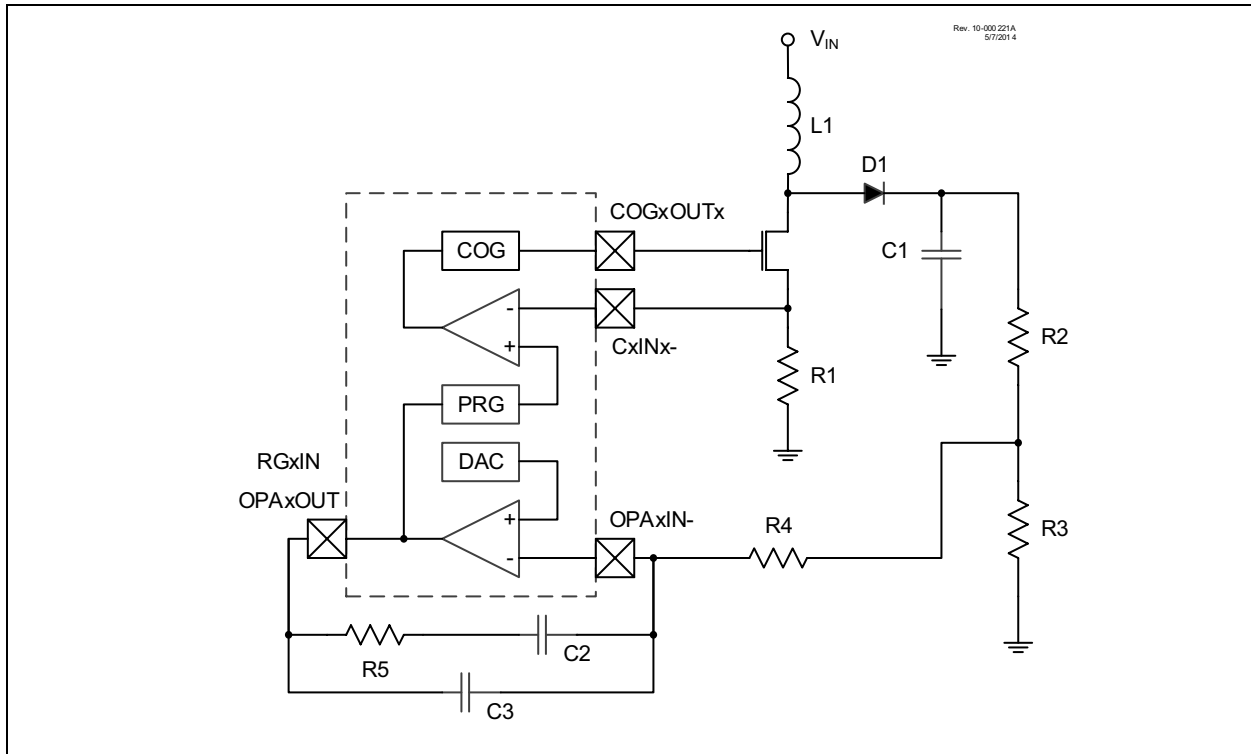 Rev. 10-000 221A
5/7/2014
VIN
L1
D1
COGxOUTx
COG
C1
-
+
CxINx-
R2
R1
PRG
DAC
RGxIN
OPAxOUT
OPAxIN-
+
-
R4
R3
R5
C2
C3